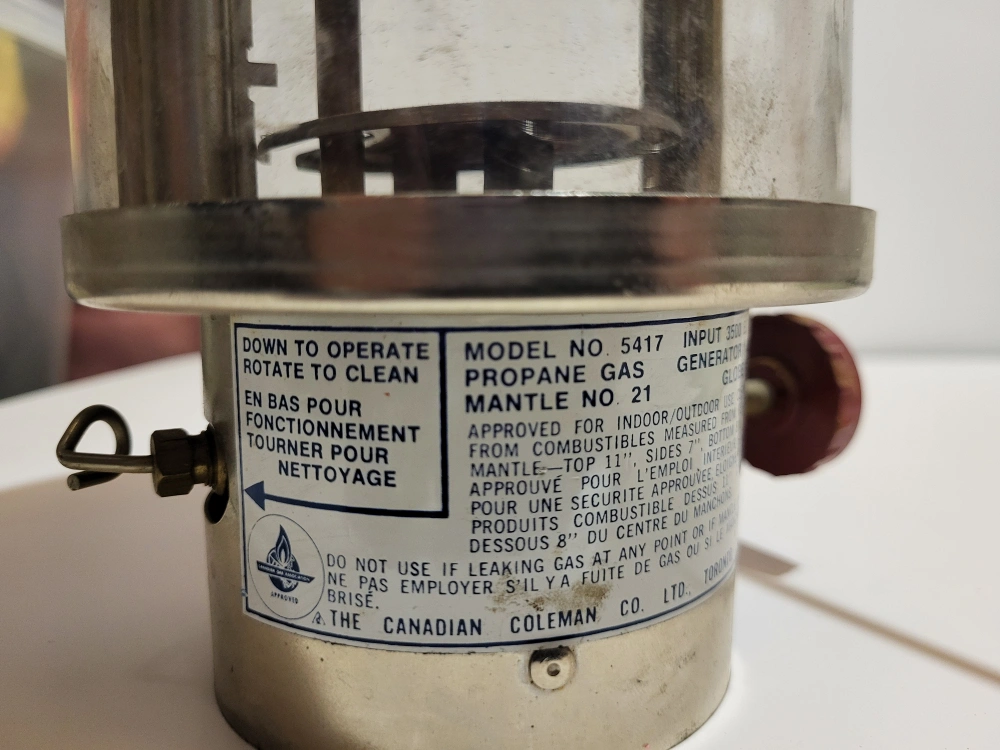 DOWN TO OPERATE
ROTATE TO CLEAN
EN BAS POUR
FONCTIONNEMENT
TOURNER POUR
NETTOYAGE
MODEL NO. 5417 INPUT 3500
PROPANE GAS GENERATOR
MANTLE NO. 21
APPROVED FOR INDOOR/OUTDOOR USE
FROM COMBUSTIBLES MEASURED FROM
MANTLE—TOP 11", SIDES 7", BOTTOM
APPROUVÉ POUR L'EMPLOI INTERIEUR
POUR UNE SECURITE APPROUVEE,
PRODUITS COMBUSTIBLE DESSUS
DESSOUS 8" DU CENTRE DU MANCHON
DO NOT USE IF LEAKING GAS AT ANY POINT OR IF
NE PAS EMPLOYER S'IL Y A FUITE DE GAS OU SI LE
BRISÉ.
THE CANADIAN COLEMAN CO. LTD., TORONTO
APPROVED